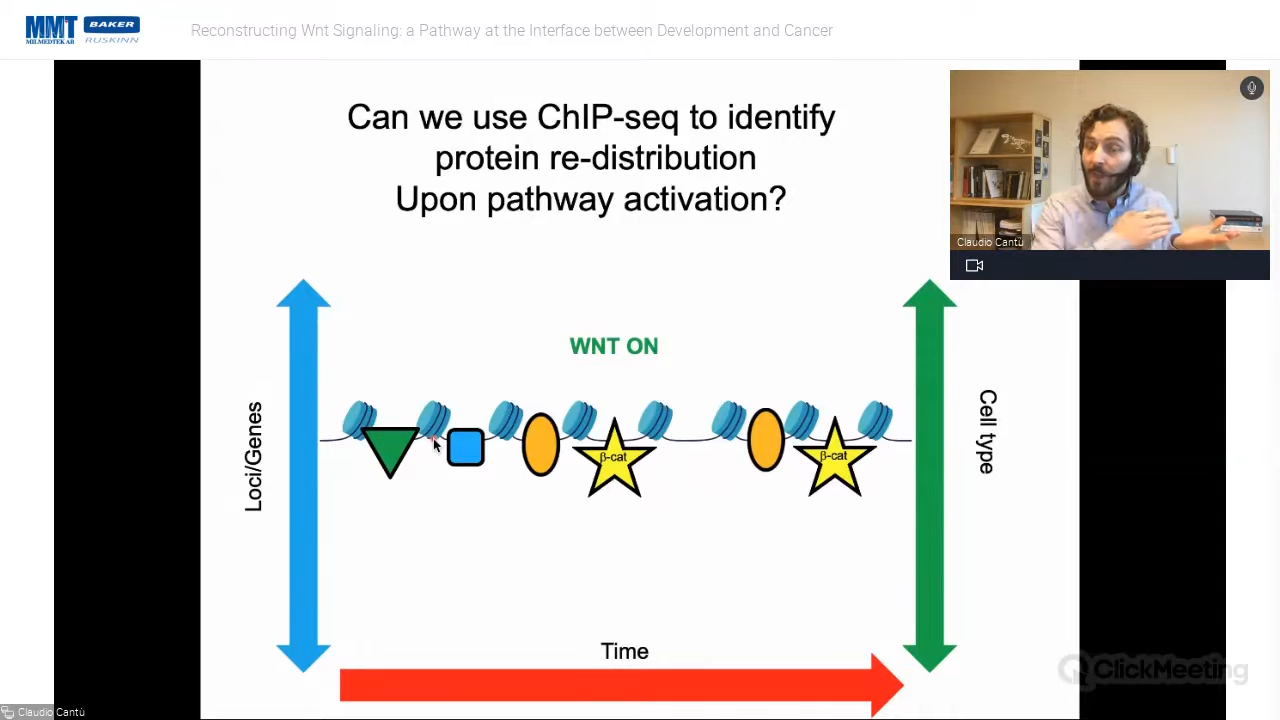 MMT
MILMEDTEK AB
BAKER
RUSKINN
Reconstructing Wnt Signaling: a Pathway at the Interface between Development and Cancer
Can we use ChIP-seq to identify
protein re-distribution
Upon pathway activation?
Claudio Cantù
WNT ON
Loci/Genes
β-cat
β-cat
Cell type
Time
ClickMeeting
Claudio Cantù